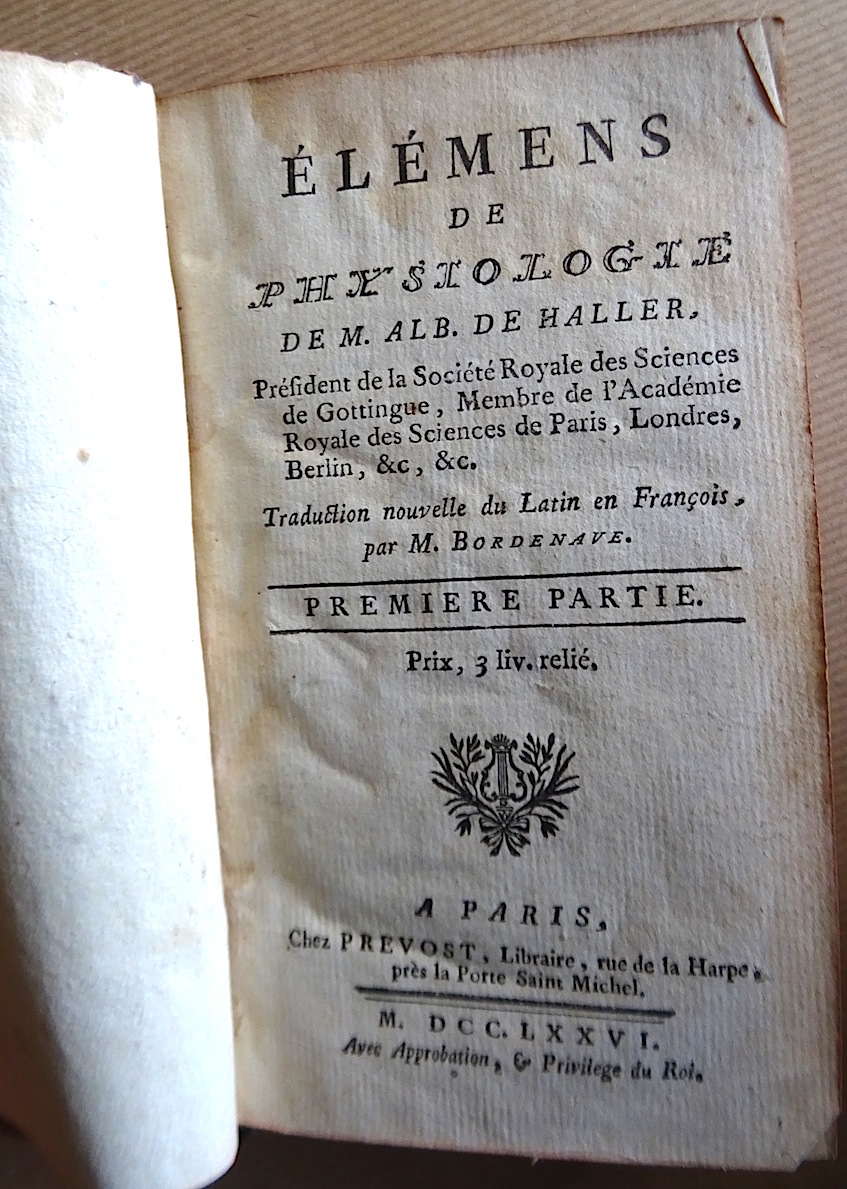 ÉLÉMENS
DE
PHYSIOLOGIE
DE M. ALB. DE HALLER,
Préſident de la Société Royale des Sciences
de Gottingue, Membre de l'Académie
Royale des Sciences de Paris, Londres,
Berlin, &c, &c.
Traduction nouvelle du Latin en François,
par M. BORDENAVE.
PREMIERE PARTIE.
Prix, 3 liv. relié.
A PARIS,
Chez PREVOST, Libraire, rue de la Harpe,
près la Porte Saint Michel.
M. DCC. LXXVI.
Avec Approbation, & Privilege du Roi.